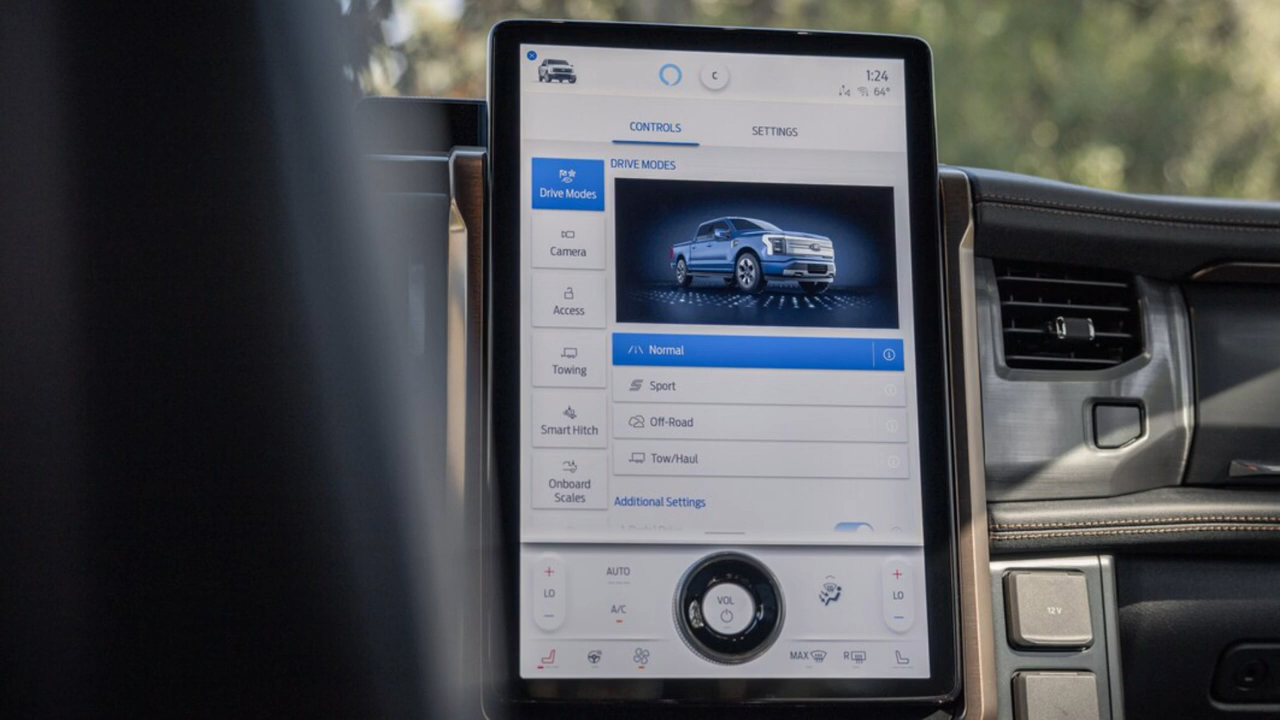 C
1:24
64°
CONTROLS
SETTINGS
DRIVE MODES
Drive Modes
Camera
Access
Towing
Smart Hitch
Onboard
Scales
Normal
Sport
Off-Road
Tow/Haul
Additional Settings
+
LO
−
AUTO
A/C
VOL
+
LO
−
MAX
R
12V